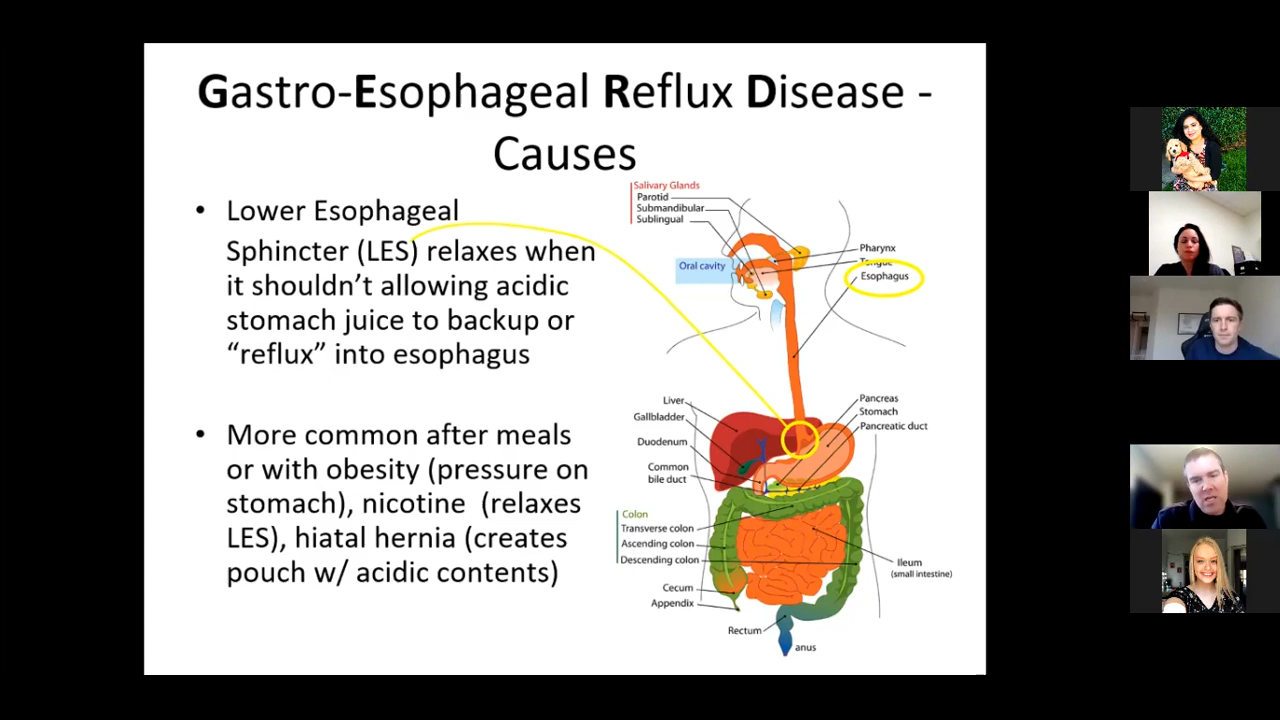 Gastro-Esophageal Reflux Disease -
Causes
• Lower Esophageal
Sphincter (LES) relaxes when
it shouldn’t allowing acidic
stomach juice to backup or
“reflux” into esophagus
• More common after meals
or with obesity (pressure on
stomach), nicotine (relaxes
LES), hiatal hernia (creates
pouch w/ acidic contents)
Salivary Glands
Parotid
Submandibular
Sublingual
Oral cavity
Pharynx
Tongue
Esophagus
Liver
Gallbladder
Duodenum
Common
bile duct
Pancreas
Stomach
Pancreatic duct
Colon
Transverse colon
Ascending colon
Descending colon
Cecum
Appendix
Ileum
(small intestine)
Rectum
anus